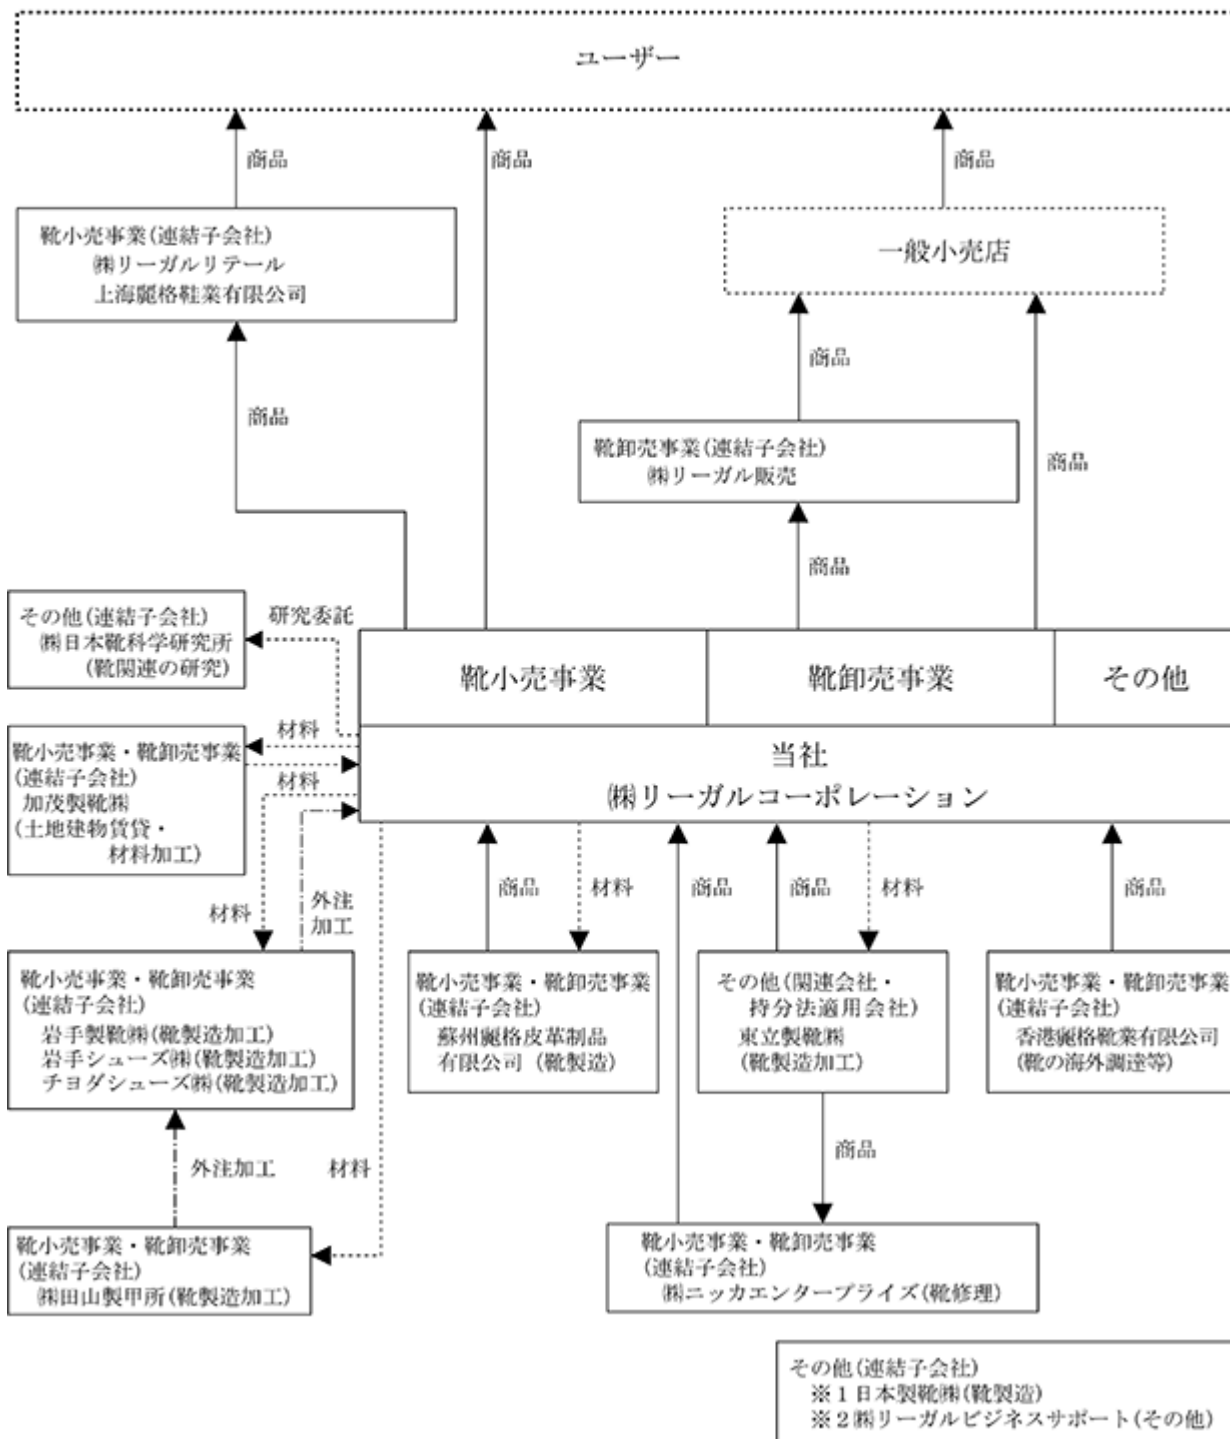 ユーザー
商品
商品
商品
靴小売事業(連結子会社)
㈱リーガルリテール
上海麗格鞋業有限公司
一般小売店
商品
商品
商品
靴卸売事業(連結子会社)
㈱リーガル販売
商品
その他(連結子会社)
㈱日本靴科学研究所
(靴関連の研究)
研究委託
靴小売事業
靴卸売事業
その他
当社
㈱リーガルコーポレーション
材料
材料
靴小売事業・靴卸売事業
(連結子会社)
加茂製靴㈱
(土地建物賃貸・
材料加工)
材料
外注
加工
商品
材料
商品
商品
材料
商品
靴小売事業・靴卸売事業
(連結子会社)
岩手製靴㈱(靴製造加工)
岩手シューズ㈱(靴製造加工)
チヨダシューズ㈱(靴製造加工)
靴小売事業・靴卸売事業
(連結子会社)
蘇州麗格皮革制品
有限公司(靴製造)
その他(関連会社・
持分法適用会社)
東立製靴㈱
(靴製造加工)
靴小売事業・靴卸売事業
(連結子会社)
香港麗格靴業有限公司
(靴の海外調達等)
外注加工
材料
商品
靴小売事業・靴卸売事業
(連結子会社)
㈱田山製甲所(靴製造加工)
靴小売事業・靴卸売事業
(連結子会社)
㈱ニッカエンタープライズ(靴修理)
その他(連結子会社)
※1日本製靴㈱(靴製造)
※2㈱リーガルビジネスサポート(その他)